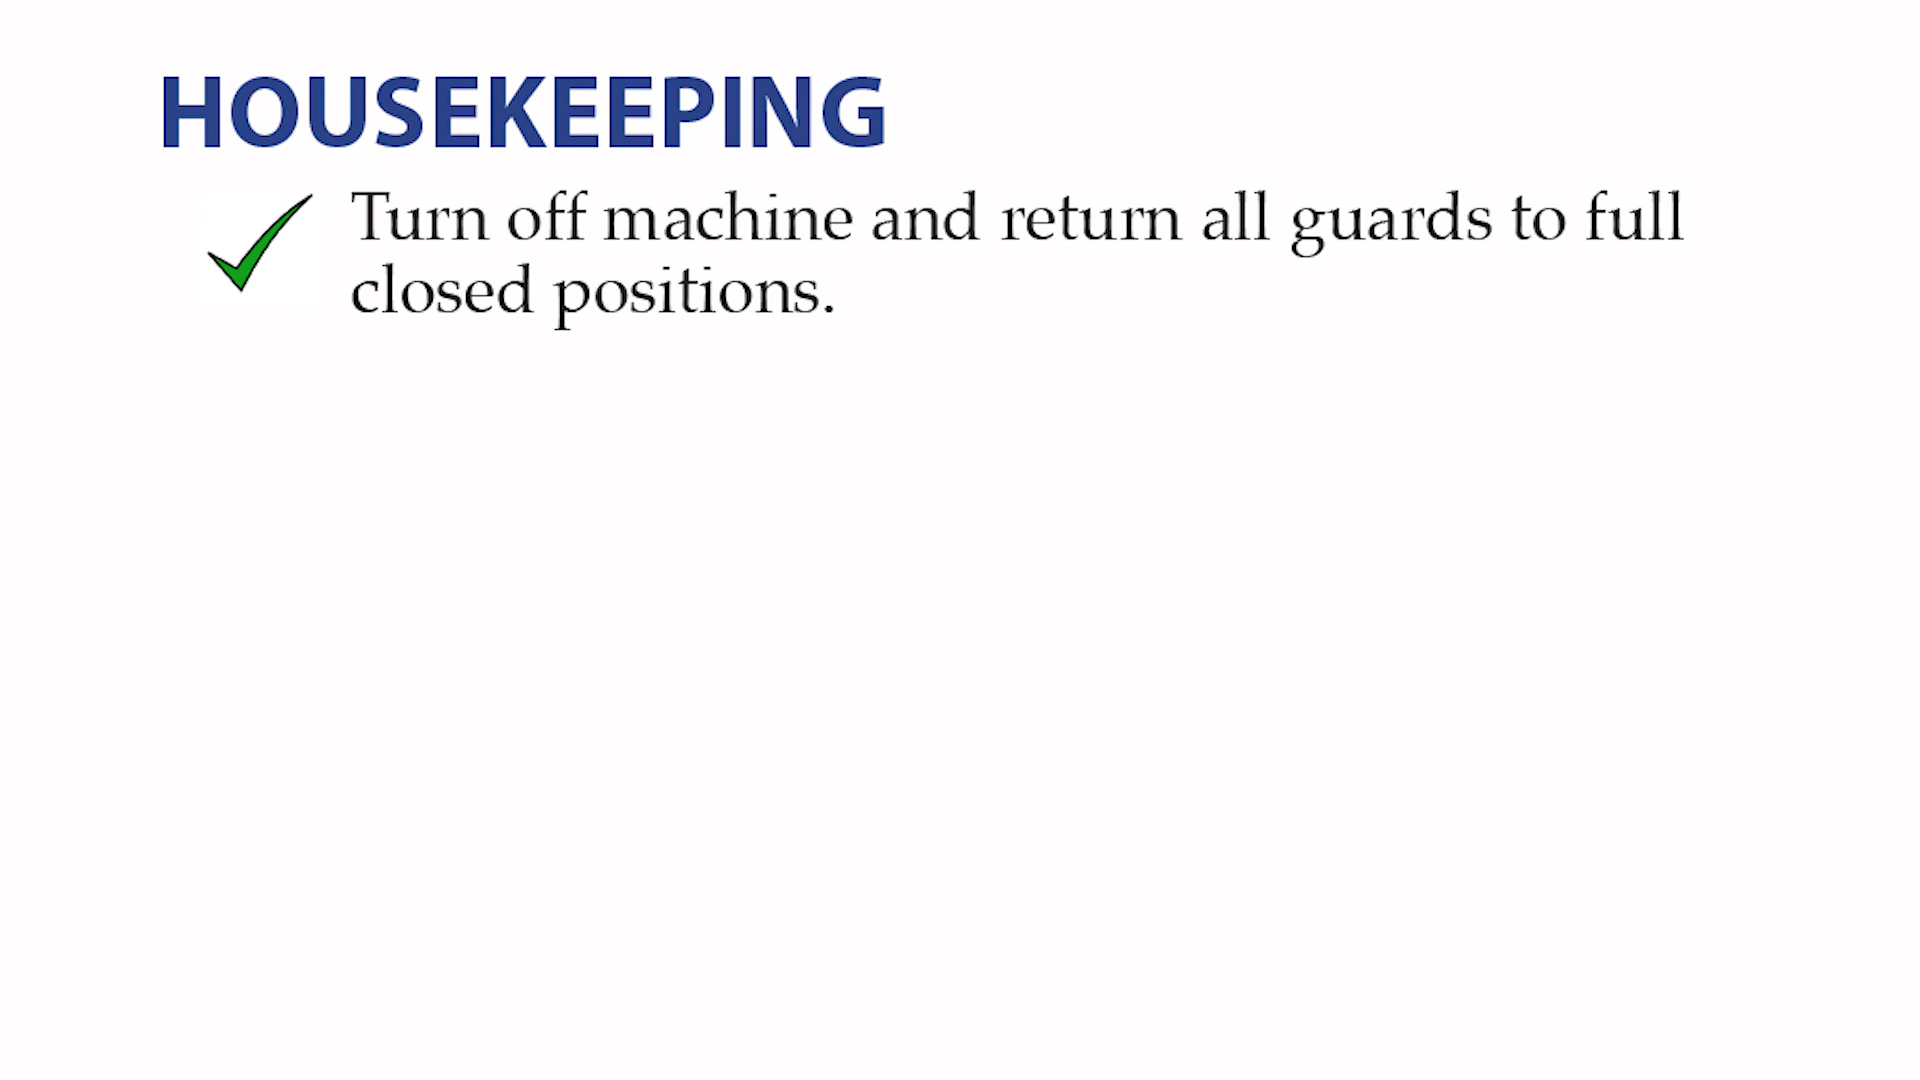 HOUSEKEEPING
Turn off machine and return all guards to full
closed positions.